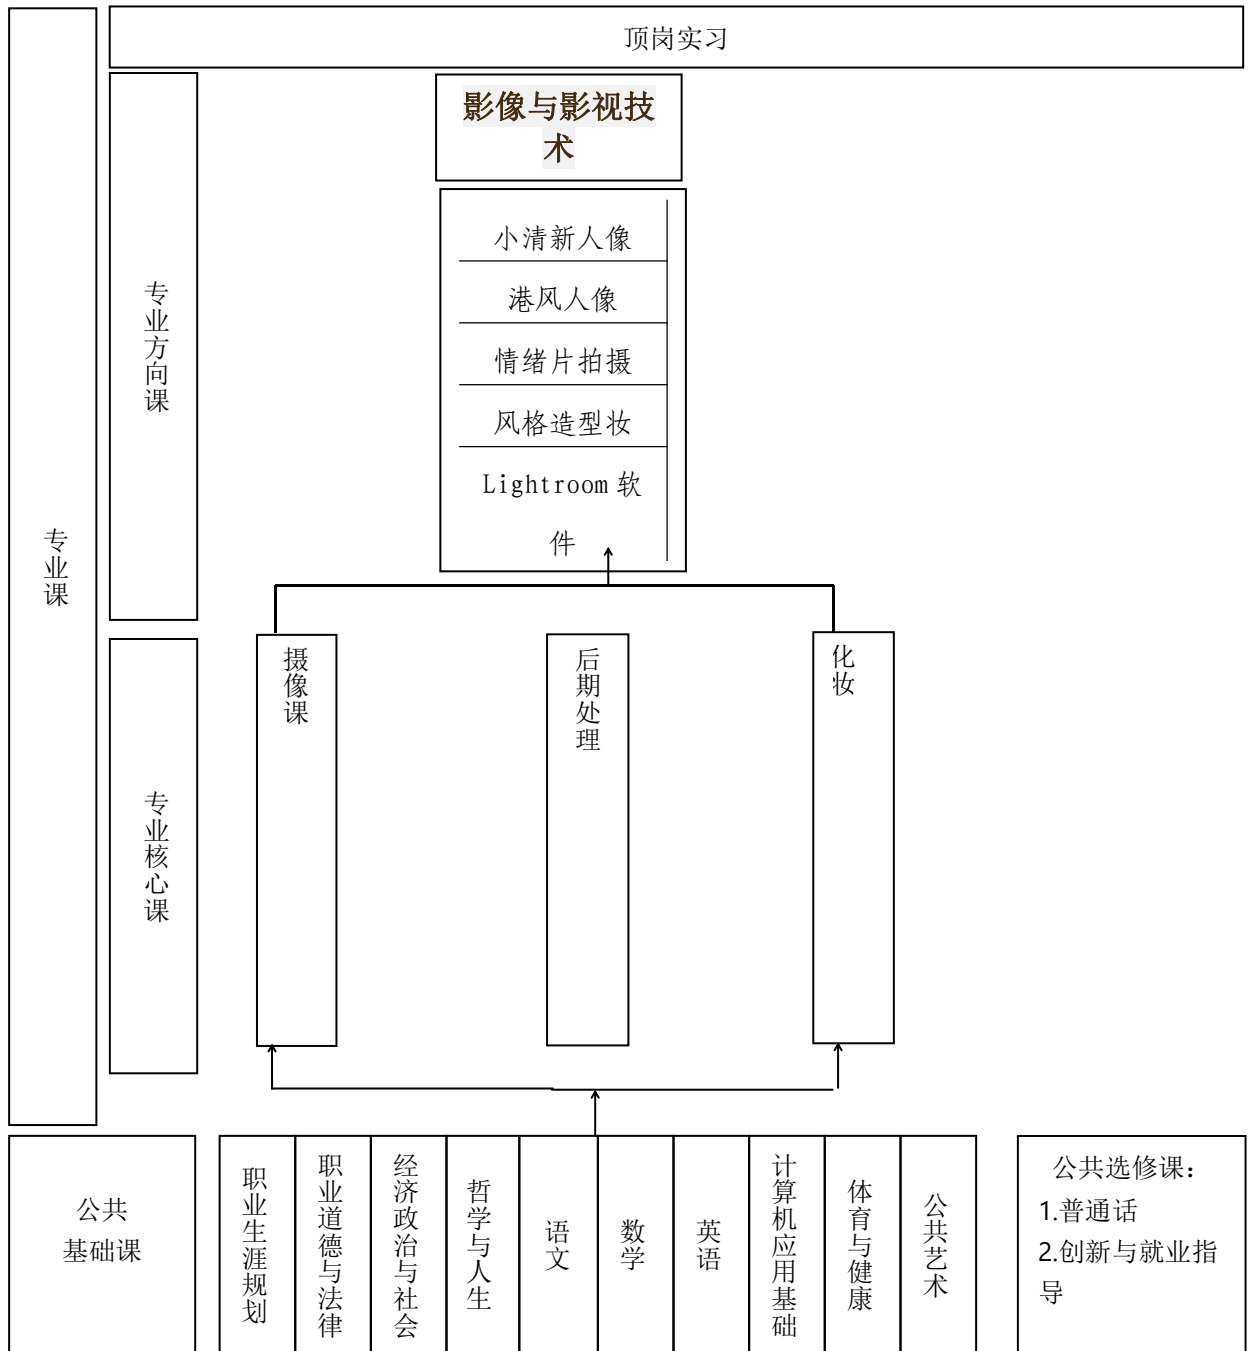 顶岗实习
影像与影视技
术
小清新人像
港风人像
情绪片拍摄
风格造型妆
Lightroom 软
件
专业方向课
专业课
摄像课
后期处理
化妆
专业核心课
公共
基础课
职业生涯规划
职业道德与法律
经济政治与社会
哲学与人生
语文
数学
英语
计算机应用基础
体育与健康
公共艺术
公共选修课：
1.普通话
2.创新与就业指
导